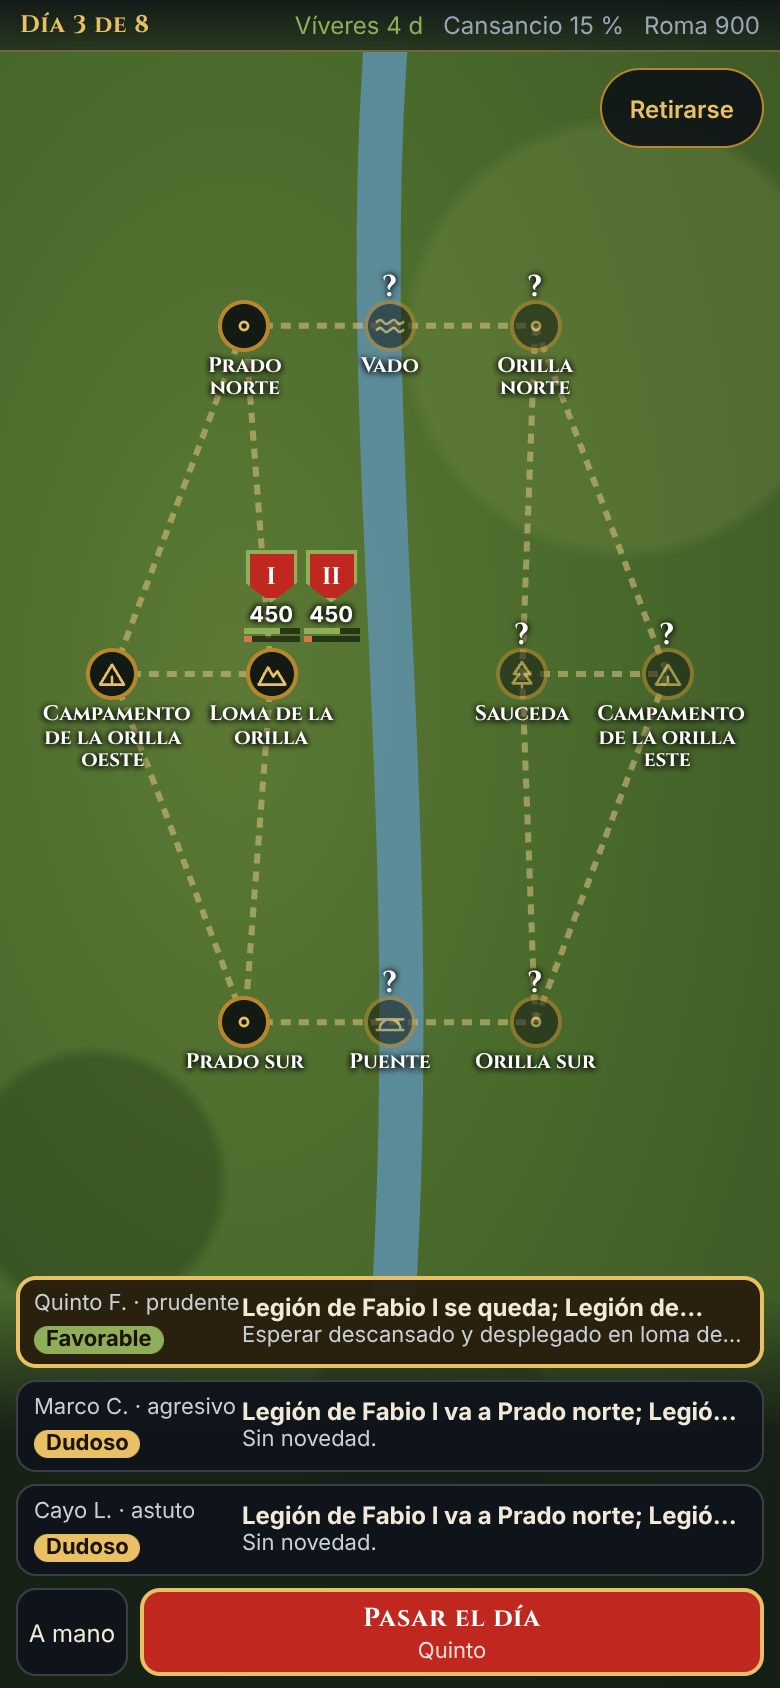 Día 3 de 8
Víveres 4 d Cansancio 15 % Roma 900
Retirarse
? ?
Prado norte
Vado
Orilla norte
I II
450 450
? ?
Campamento de la orilla oeste
Loma de la orilla
Sauceda
Campamento de la orilla este
? ?
Prado sur
Puente
Orilla sur
Quinto F. · prudente
Favorable
Legión de Fabio I se queda; Legión de...
Esperar descansado y desplegado en loma de...
Marco C. · agresivo
Dudoso
Legión de Fabio I va a Prado norte; Legió...
Sin novedad.
Cayo L. · astuto
Dudoso
Legión de Fabio I va a Prado norte; Legió...
Sin novedad.
A mano
Pasar el día
Quinto